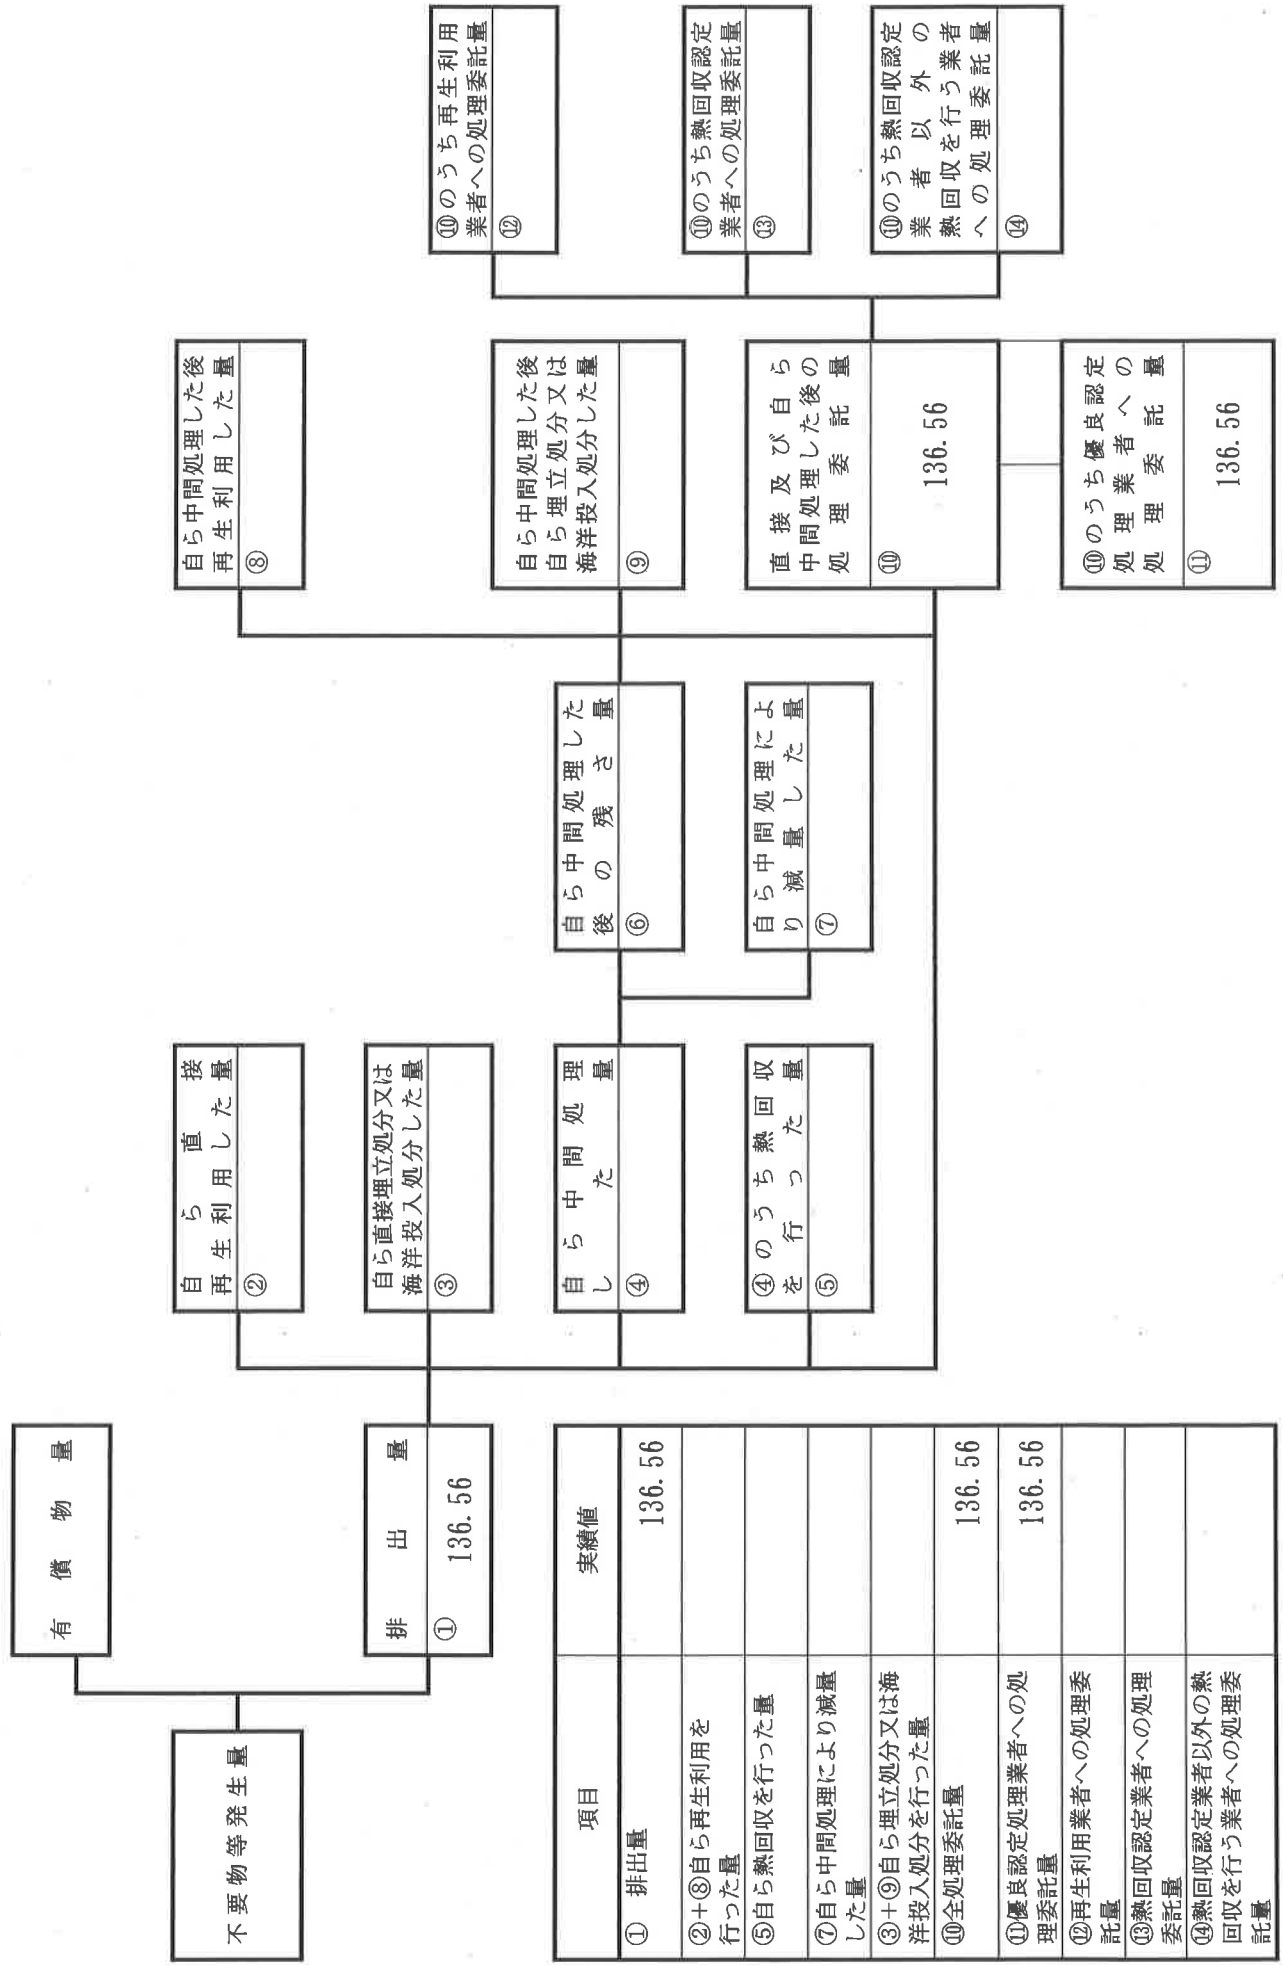 有償物量
不要物等発生量
排出量
①
136.56
自ら直接
再生利用した量
②
自ら直接埋立処分又は
海洋投入処分した量
③
自ら中間処理
した量
④
④のうち熱回収
を行った量
⑤
自ら中間処理した
後の残さ量
⑥
自ら中間処理によ
り減量した量
⑦
自ら中間処理した後
再生利用した量
⑧
自ら中間処理した後
自ら埋立処分又は
海洋投入処分した量
⑨
直接及び自ら
中間処理した後の
処理委託量
⑩
136.56
⑩のうち優良認定
処理業者への
処理委託量
⑪
136.56
⑩のうち再生利用
業者への処理委託量
⑫
⑩のうち熱回収認定
業者への処理委託量
⑬
⑩のうち熱回収認定
業者以外の
熱回収を行う業者
への処理委託量
⑭
項目 実績値
① 排出量 136.56
②+⑧自ら再生利用を
行った量
⑤自ら熱回収を行った量
⑦自ら中間処理により減量
した量
③+⑨自ら埋立処分又は海
洋投入処分を行った量
⑩全処理委託量 136.56
⑪優良認定処理業者への処
理委託量 136.56
⑫再生利用業者への処理委
託量
⑬熱回収認定業者への処理
委託量
⑭熱回収認定業者以外の熱
回収を行う業者への処理委
託量